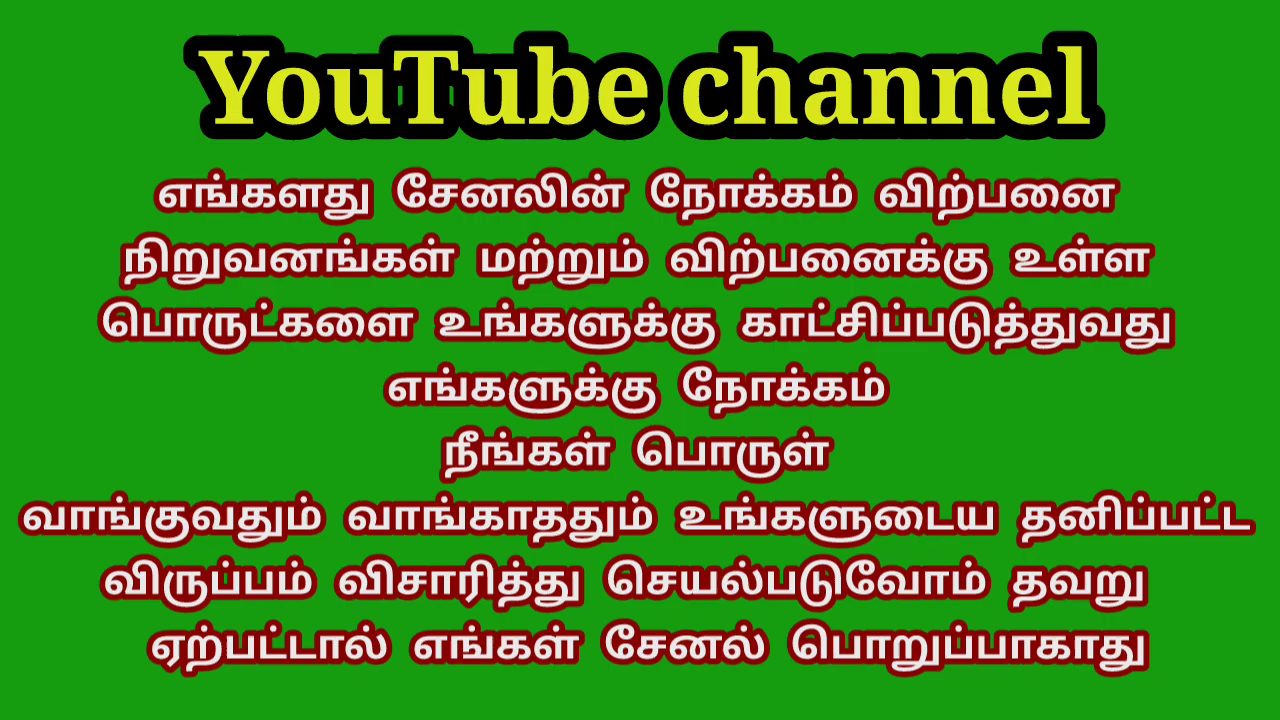 YouTube channel
எங்களது சேனலின் நோக்கம் விற்பனை
நிறுவனங்கள் மற்றும் விற்பனைக்கு உள்ள
பொருட்களை உங்களுக்கு காட்சிப்படுத்துவது
எங்களுக்கு நோக்கம்
நீங்கள் பொருள்
வாங்குவதும் வாங்காததும் உங்களுடைய தனிப்பட்ட
விருப்பம் விசாரித்து செயல்படுவோம் தவறு
ஏற்பட்டால் எங்கள் சேனல் பொறுப்பாகாது